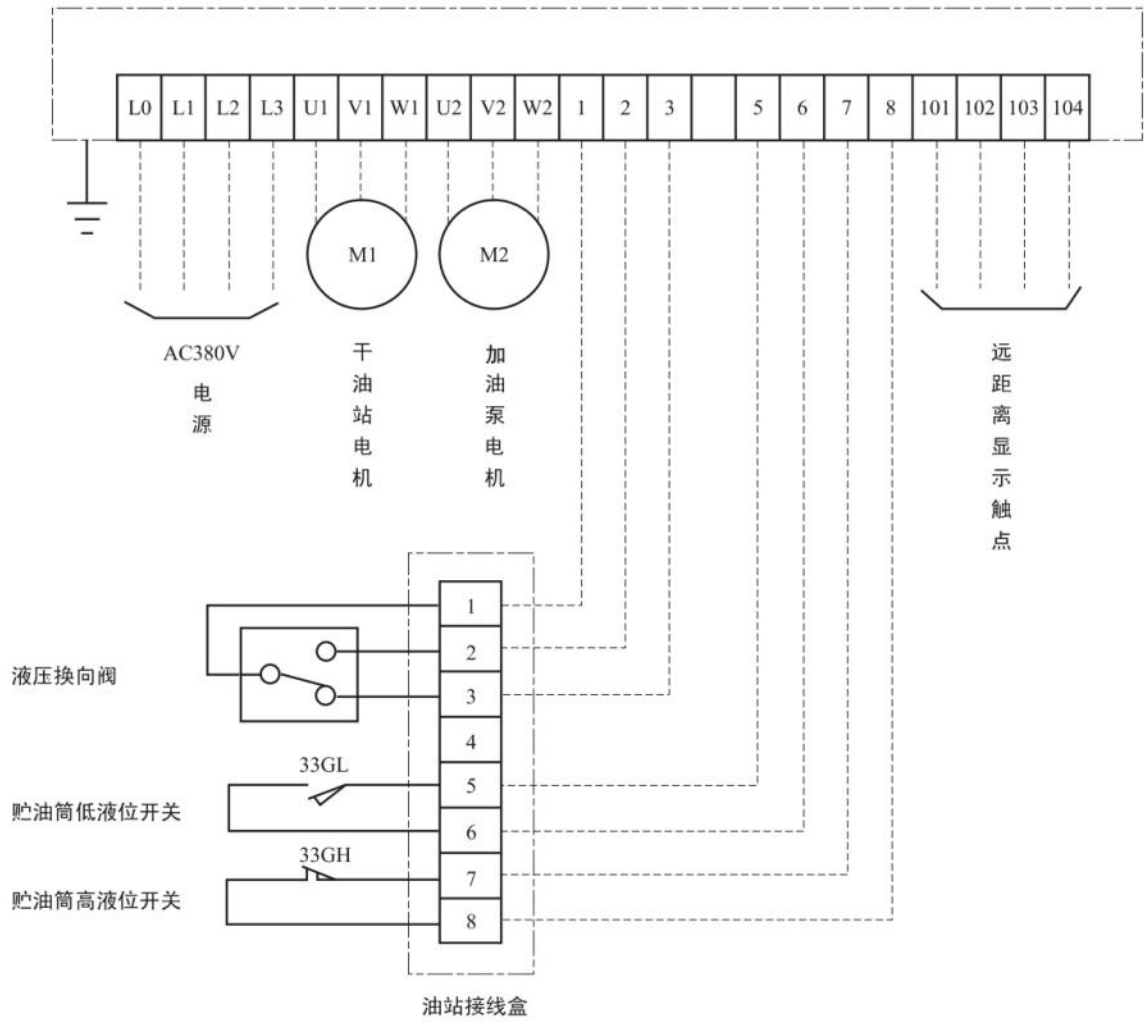 L0 L1 L2 L3 U1 V1 W1 U2 V2 W2 1 2 3 5 6 7 8 101 102 103 104
M1
M2
AC380V
电源
干油站电机
加油泵电机
远距离显示触点
液压换向阀
1
2
3
4
33GL
贮油筒低液位开关
5
6
33GH
贮油筒高液位开关
7
8
油站接线盒